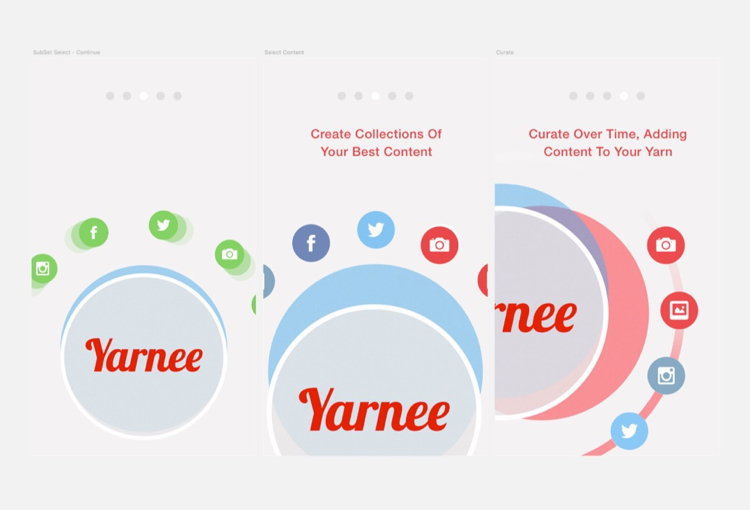 SubSet Select - Continue
Select Content
Curate
Create Collections Of
Your Best Content
Curate Over Time, Adding
Content To Your Yarn
f
f
Yarnee
Yarnee
rnee